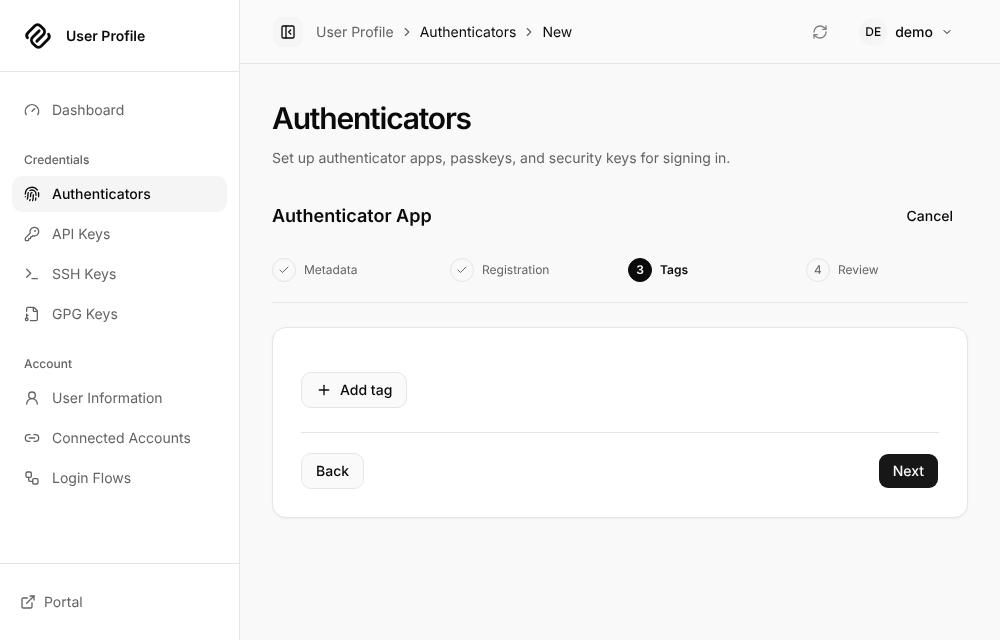 User Profile
User Profile > Authenticators > New
DE demo
Dashboard
Credentials
Authenticators
API Keys
SSH Keys
GPG Keys
Account
User Information
Connected Accounts
Login Flows
Portal
Authenticators
Set up authenticator apps, passkeys, and security keys for signing in.
Authenticator App
Cancel
Metadata
Registration
3 Tags
4 Review
Add tag
Back
Next